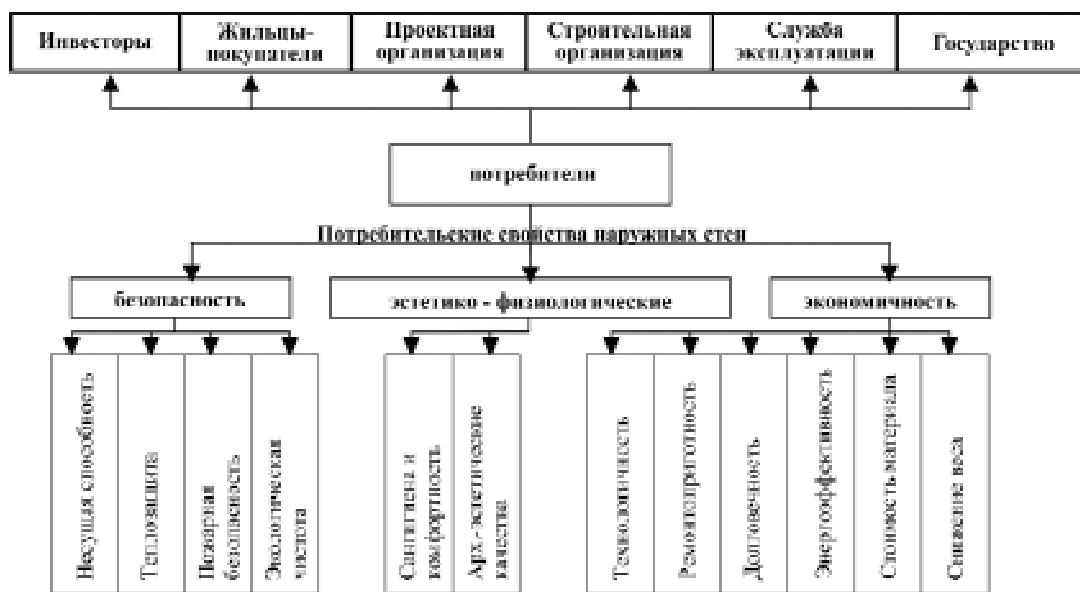 Инвесторы
Жильцы-
покупатели
Проектная
организация
Строительная
организация
Служба
эксплуатации
Государство
потребители
Потребительские свойства наружных стен
безопасность
эстетико - физиологические
экономичность
Несущая способность
Теплозащита
Пожарная
безопасность
Экологическая
чистота
Сангигиена и
комфортность
Арх.-эстетические
качества
Технологичность
Ремонтопригодность
Долговечность
Энергоэффективность
Стоимость материала
Снижение веса